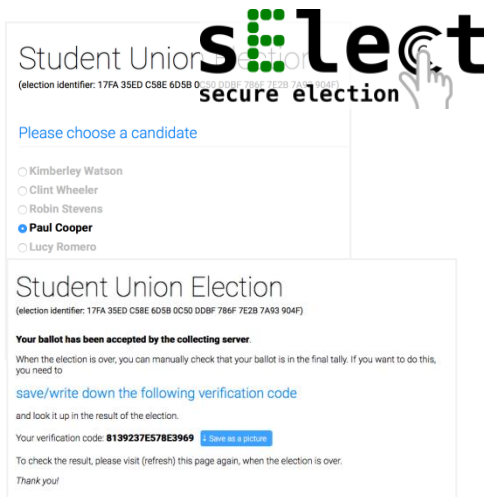 sElect
secure election
Student Union Election
(election identifier: 17FA 35ED C58E 6D5B 0C50 DDBF 786F 7E2B 7A93 904F)
Please choose a candidate
Kimberley Watson
Clint Wheeler
Robin Stevens
Paul Cooper
Lucy Romero
Student Union Election
(election identifier: 17FA 35ED C58E 6D5B 0C50 DDBF 786F 7E2B 7A93 904F)
Your ballot has been accepted by the collecting server.
When the election is over, you can manually check that your ballot is in the final tally. If you want to do this,
you need to
save/write down the following verification code
and look it up in the result of the election.
Your verification code: 8139237E578E3969 ↓ Save as a picture
To check the result, please visit (refresh) this page again, when the election is over.
Thank you!